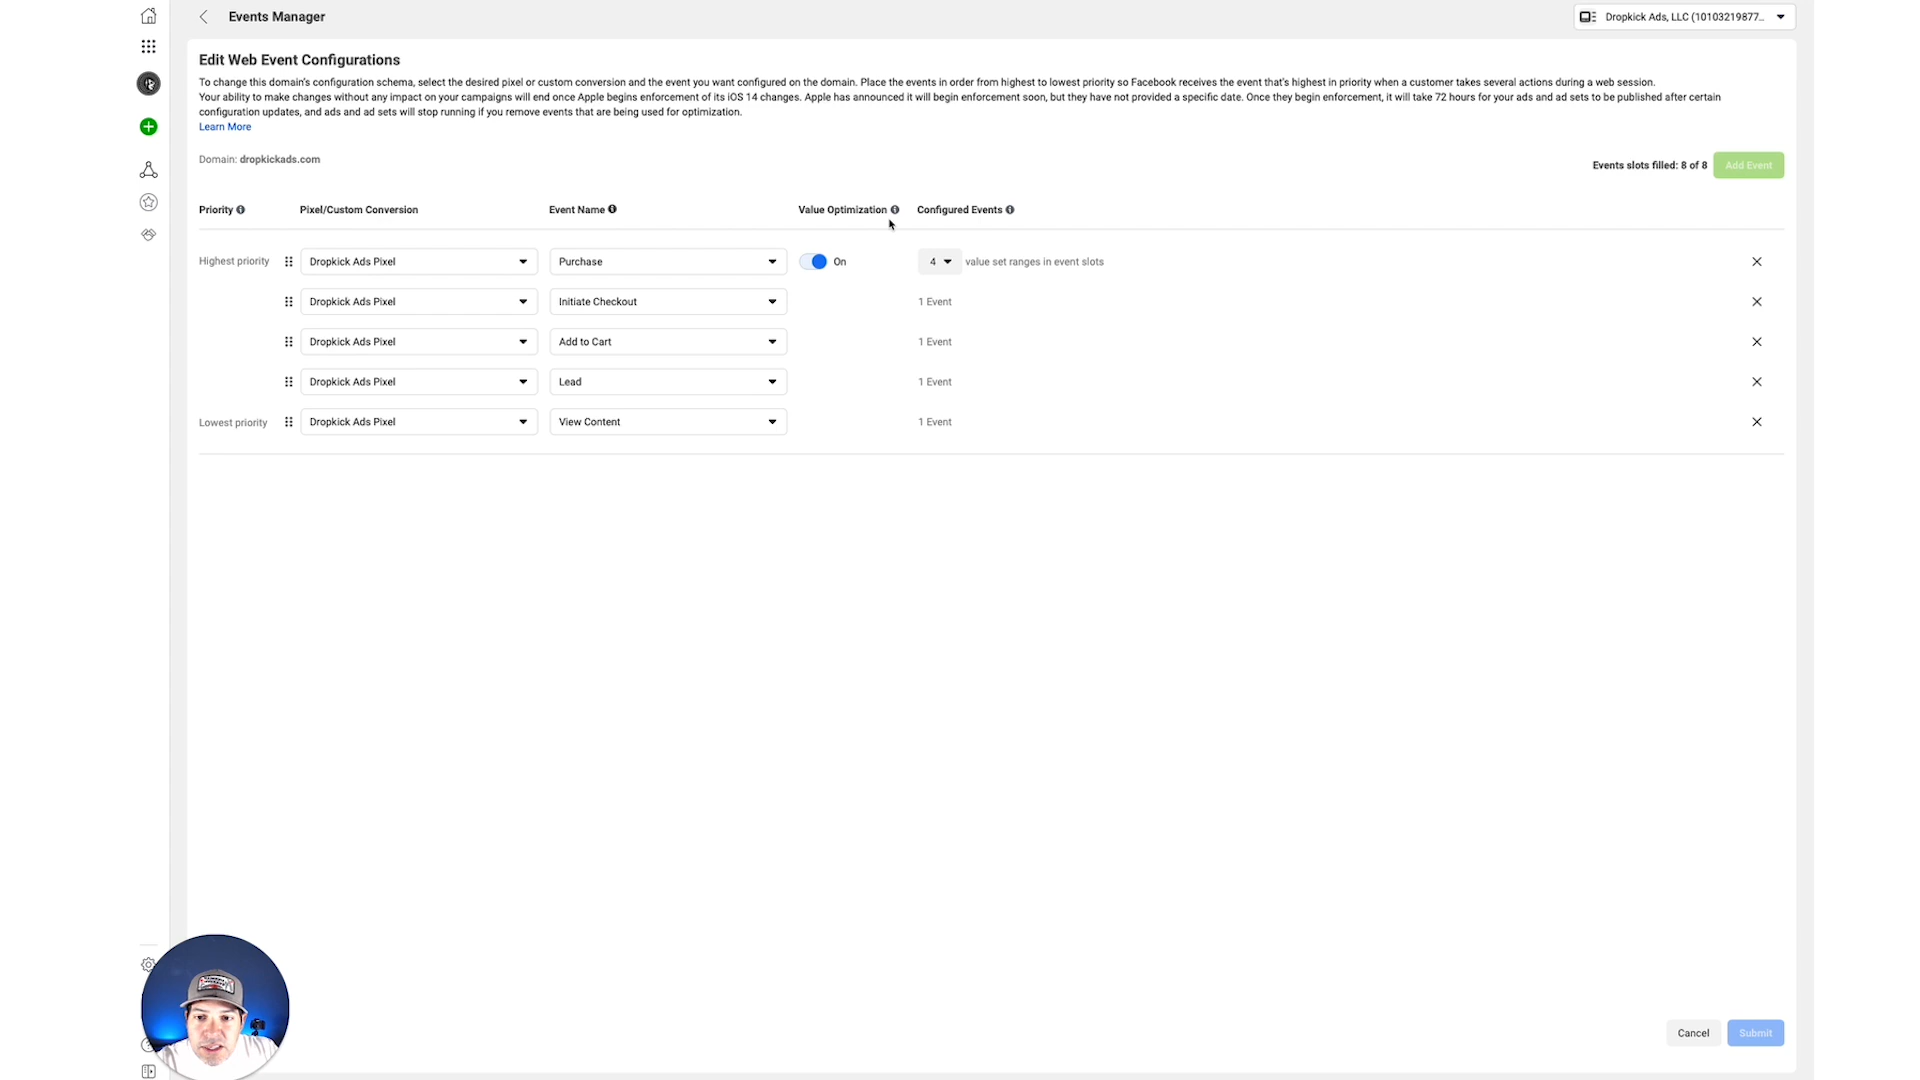 Events Manager
Dropkick Ads, LLC (10103219877...
Edit Web Event Configurations
To change this domain's configuration schema, select the desired pixel or custom conversion and the event you want configured on the domain. Place the events in order from highest to lowest priority so Facebook receives the event that's highest in priority when a customer takes several actions during a web session.
Your ability to make changes without any impact on your campaigns will end once Apple begins enforcement of its iOS 14 changes. Apple has announced it will begin enforcement soon, but they have not provided a specific date. Once they begin enforcement, it will take 72 hours for your ads and ad sets to be published after certain
configuration updates, and ads and ad sets will stop running if you remove events that are being used for optimization.
Learn More
Domain: dropkickads.com
Events slots filled: 8 of 8 Add Event
Priority Pixel/Custom Conversion Event Name Value Optimization Configured Events
Highest priority Dropkick Ads Pixel Purchase On 4 value set ranges in event slots
Dropkick Ads Pixel Initiate Checkout 1 Event
Dropkick Ads Pixel Add to Cart 1 Event
Dropkick Ads Pixel Lead 1 Event
Lowest priority Dropkick Ads Pixel View Content 1 Event
Cancel Submit